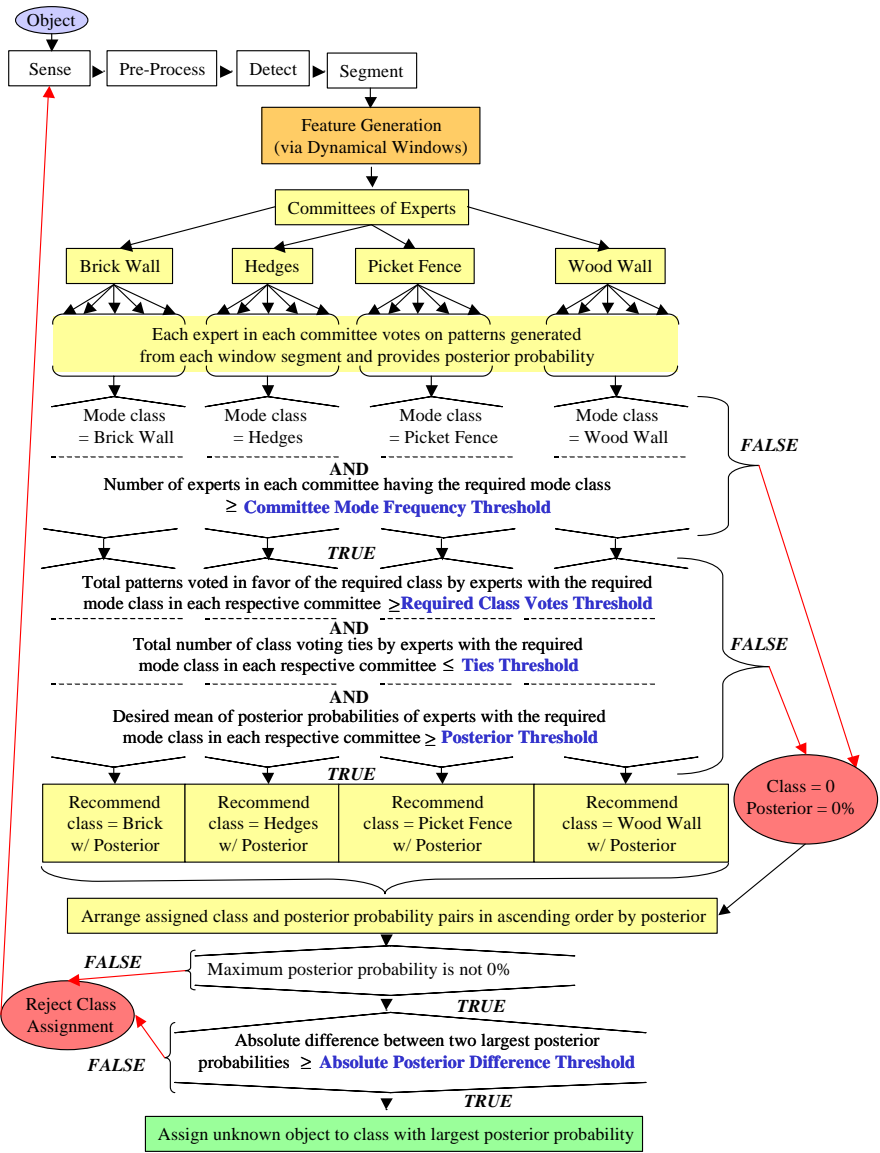 Object
Sense
Pre-Process
Detect
Segment
Feature Generation
(via Dynamical Windows)
Committees of Experts
Brick Wall
Hedges
Picket Fence
Wood Wall
Each expert in each committee votes on patterns generated
from each window segment and provides posterior probability
Mode class
= Brick Wall
Mode class
= Hedges
Mode class
= Picket Fence
Mode class
= Wood Wall
FALSE
AND
Number of experts in each committee having the required mode class
≥ Committee Mode Frequency Threshold
TRUE
Total patterns voted in favor of the required class by experts with the required
mode class in each respective committee ≥Required Class Votes Threshold
AND
FALSE
Total number of class voting ties by experts with the required
mode class in each respective committee ≤ Ties Threshold
AND
Desired mean of posterior probabilities of experts with the required
mode class in each respective committee ≥ Posterior Threshold
TRUE
Class = 0
Posterior = 0%
Recommend
class = Brick
w/ Posterior
Recommend
class = Hedges
w/ Posterior
Recommend
class = Picket Fence
w/ Posterior
Recommend
class = Wood Wall
w/ Posterior
Arrange assigned class and posterior probability pairs in ascending order by posterior
FALSE
Maximum posterior probability is not 0%
TRUE
Reject Class
Assignment
Absolute difference between two largest posterior
probabilities ≥ Absolute Posterior Difference Threshold
FALSE
TRUE
Assign unknown object to class with largest posterior probability